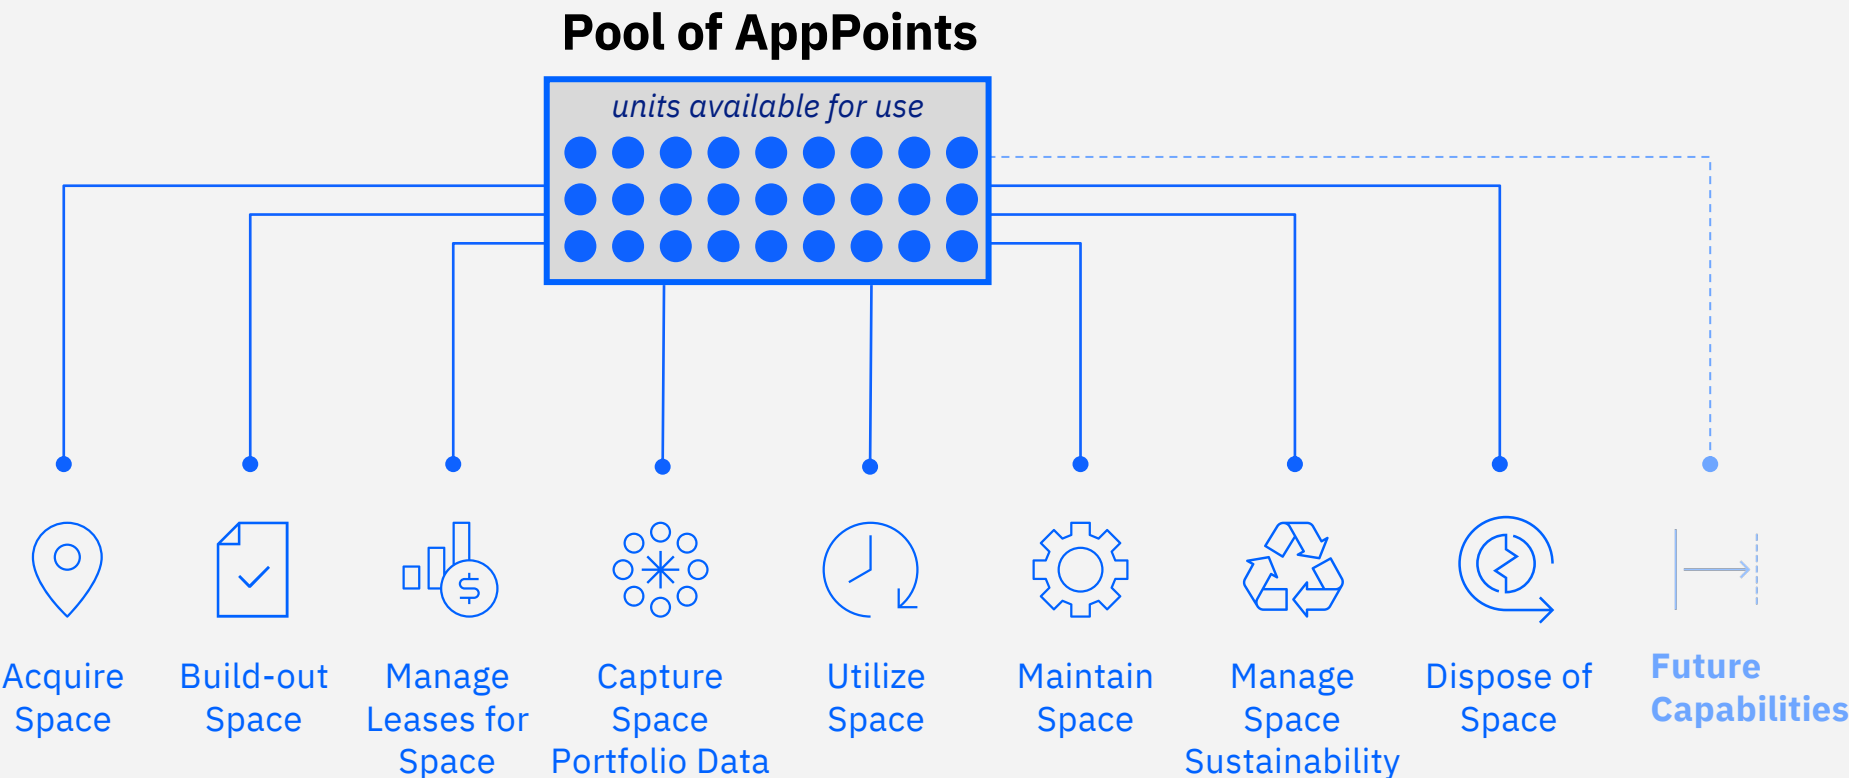 Pool of AppPoints
units available for use
Acquire
Space
Build-out
Space
Manage
Leases for
Space
Capture
Space
Portfolio Data
Utilize
Space
Maintain
Space
Manage
Space
Sustainability
Dispose of
Space
Future
Capabilities
$